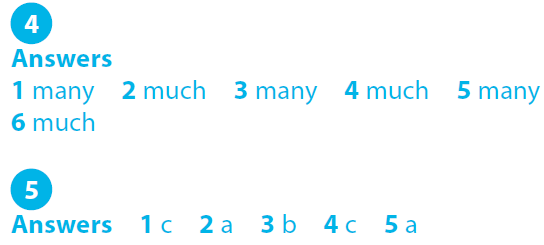 4
Answers
1 many 2 much 3 many 4 much 5 many
6 much
5
Answers 1 c 2 a 3 b 4 c 5 a